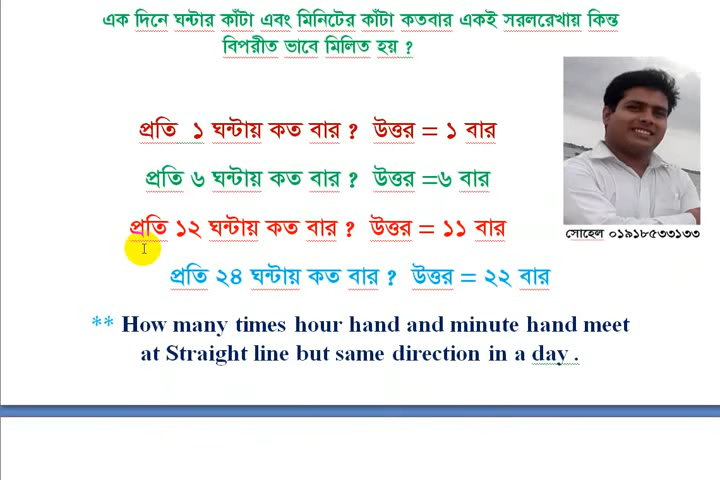 এক দিনে ঘন্টার কাঁটা এবং মিনিটের কাঁটা কতবার একই সরলরেখায় কিন্ত
বিপরীত ভাবে মিলিত হয় ?
প্রতি ১ ঘন্টায় কত বার ? উত্তর = ১ বার
প্রতি ৬ ঘন্টায় কত বার ? উত্তর =৬ বার
প্রতি ১২ ঘন্টায় কত বার ? উত্তর = ১১ বার
সোহেল ০১৯১৮৫৩৩১৩৩
প্রতি ২৪ ঘন্টায় কত বার ? উত্তর = ২২ বার
** How many times hour hand and minute hand meet
at Straight line but same direction in a day .